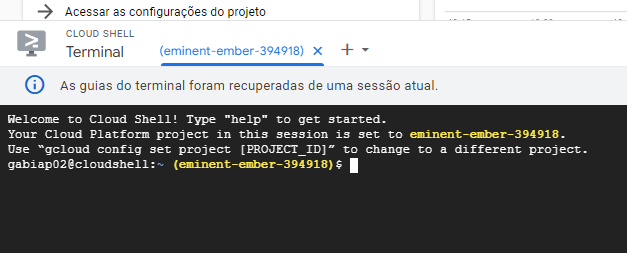 Acessar as configurações do projeto
CLOUD SHELL
Terminal
(eminent-ember-394918)
As guias do terminal foram recuperadas de uma sessão atual.
Welcome to Cloud Shell! Type "help" to get started.
Your Cloud Platform project in this session is set to eminent-ember-394918.
Use “gcloud config set project [PROJECT_ID]” to change to a different project.
gabiap02@cloudshell:~ (eminent-ember-394918)$